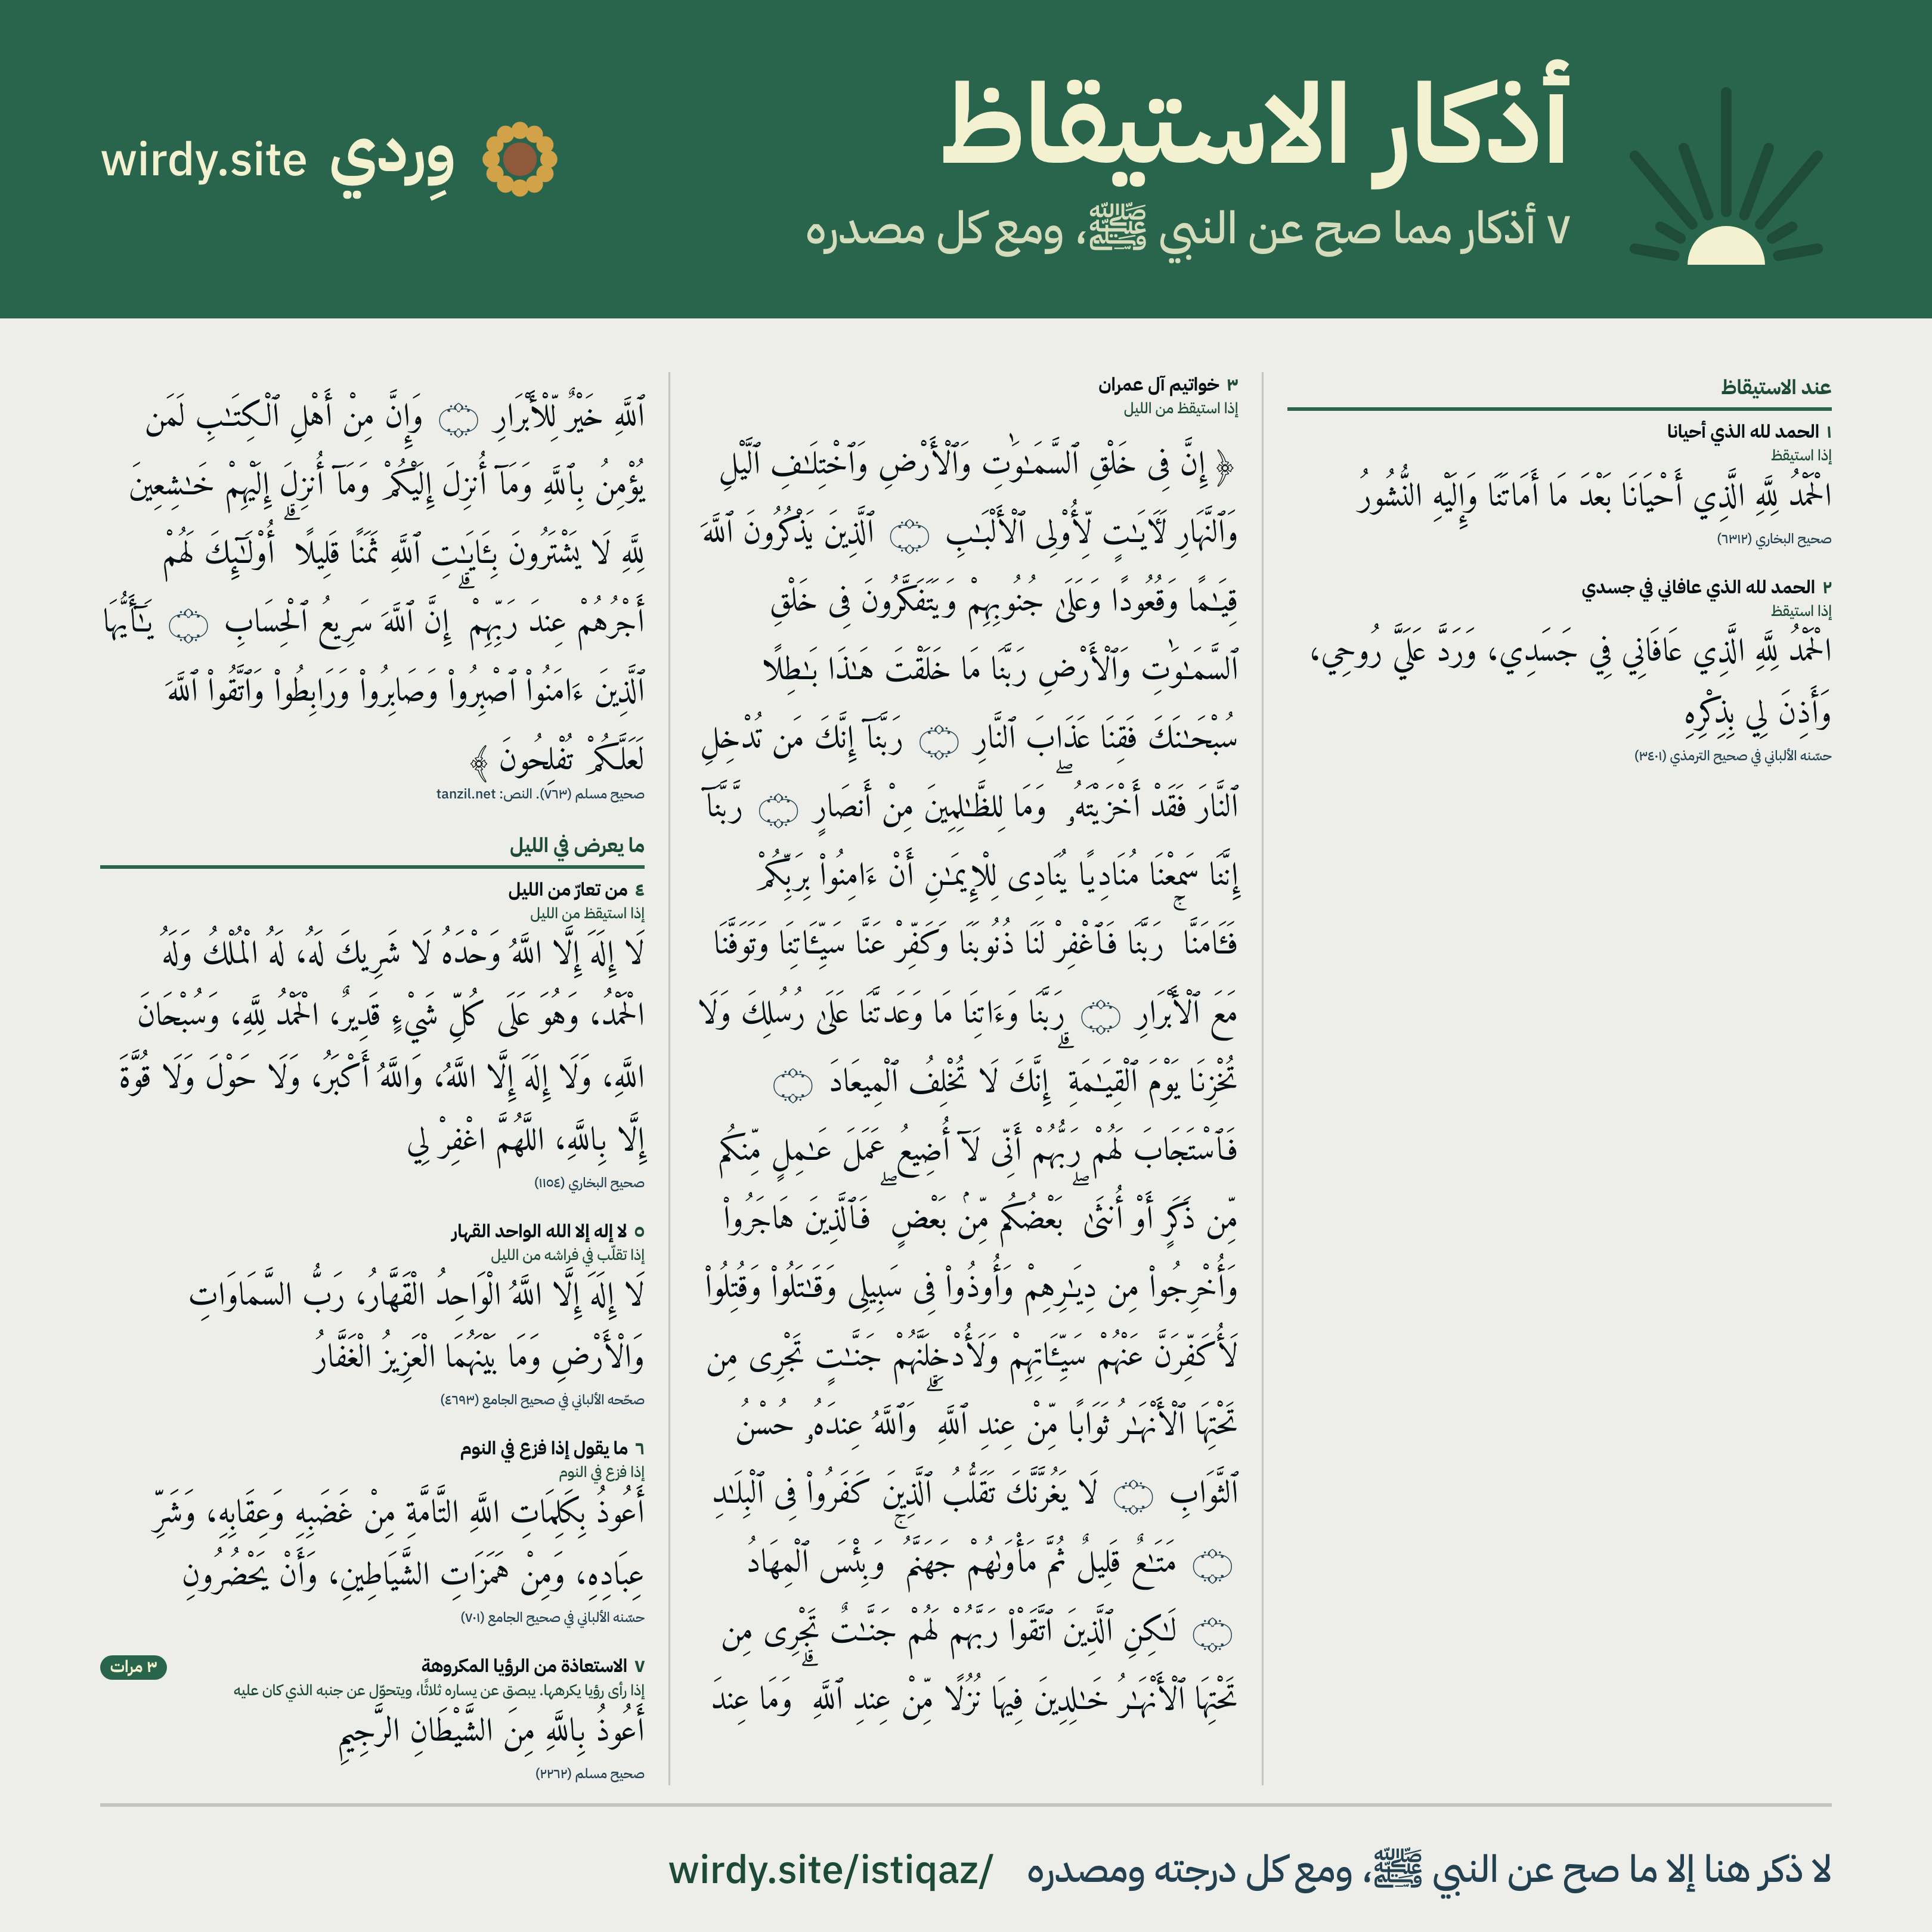 أذكار الاستيقاظ
٧ أذكار مما صح عن النبي ﷺ، ومع كل مصدره
وِردي wirdy.site
عند الاستيقاظ
١ الحمد لله الذي أحيانا
إذا استيقظ
الْحَمْدُ لِلَّهِ الَّذِي أَحْيَانَا بَعْدَ مَا أَمَاتَنَا وَإِلَيْهِ النُّشُورُ
صحيح البخاري (٦٣١٢)
٢ الحمد لله الذي عافاني في جسدي
إذا استيقظ
الْحَمْدُ لِلَّهِ الَّذِي عَافَانِي فِي جَسَدِي، وَرَدَّ عَلَيَّ رُوحِي،
وَأَذِنَ لِي بِذِكْرِهِ
حسّنه الألباني في صحيح الترمذي (٣٤٠١)
٣ خواتيم آل عمران
إذا استيقظ من الليل
﴿ إِنَّ فِى خَلْقِ ٱلسَّمَـٰوَٰتِ وَٱلْأَرْضِ وَٱخْتِلَـٰفِ ٱلَّيْلِ
وَٱلنَّهَارِ لَـَٔايَـٰتٍ لِّأُو۟لِى ٱلْأَلْبَـٰبِ ۝ ٱلَّذِينَ يَذْكُرُونَ ٱللَّهَ
قِيَـٰمًا وَقُعُودًا وَعَلَىٰ جُنُوبِهِمْ وَيَتَفَكَّرُونَ فِى خَلْقِ
ٱلسَّمَـٰوَٰتِ وَٱلْأَرْضِ رَبَّنَا مَا خَلَقْتَ هَـٰذَا بَـٰطِلًا
سُبْحَـٰنَكَ فَقِنَا عَذَابَ ٱلنَّارِ ۝ رَبَّنَآ إِنَّكَ مَن تُدْخِلِ
ٱلنَّارَ فَقَدْ أَخْزَيْتَهُۥ ۖ وَمَا لِلظَّـٰلِمِينَ مِنْ أَنصَارٍ ۝ رَّبَّنَآ
إِنَّنَا سَمِعْنَا مُنَادِيًا يُنَادِى لِلْإِيمَـٰنِ أَنْ ءَامِنُوا۟ بِرَبِّكُمْ
فَـَٔامَنَّا ۚ رَبَّنَا فَٱغْفِرْ لَنَا ذُنُوبَنَا وَكَفِّرْ عَنَّا سَيِّـَٔاتِنَا وَتَوَفَّنَا
مَعَ ٱلْأَبْرَارِ ۝ رَبَّنَا وَءَاتِنَا مَا وَعَدتَّنَا عَلَىٰ رُسُلِكَ وَلَا
تُخْزِنَا يَوْمَ ٱلْقِيَـٰمَةِ ۗ إِنَّكَ لَا تُخْلِفُ ٱلْمِيعَادَ ۝
فَٱسْتَجَابَ لَهُمْ رَبُّهُمْ أَنِّى لَآ أُضِيعُ عَمَلَ عَـٰمِلٍ مِّنكُم
مِّن ذَكَرٍ أَوْ أُنثَىٰ ۖ بَعْضُكُم مِّنۢ بَعْضٍ ۖ فَٱلَّذِينَ هَاجَرُوا۟
وَأُخْرِجُوا۟ مِن دِيَـٰرِهِمْ وَأُوذُوا۟ فِى سَبِيلِى وَقَـٰتَلُوا۟ وَقُتِلُوا۟
لَأُكَفِّرَنَّ عَنْهُمْ سَيِّـَٔاتِهِمْ وَلَأُدْخِلَنَّهُمْ جَنَّـٰتٍ تَجْرِى مِن
تَحْتِهَا ٱلْأَنْهَـٰرُ ثَوَابًا مِّنْ عِندِ ٱللَّهِ ۗ وَٱللَّهُ عِندَهُۥ حُسْنُ
ٱلثَّوَابِ ۝ لَا يَغُرَّنَّكَ تَقَلُّبُ ٱلَّذِينَ كَفَرُوا۟ فِى ٱلْبِلَـٰدِ
۝ مَتَـٰعٌ قَلِيلٌ ثُمَّ مَأْوَىٰهُمْ جَهَنَّمُ ۚ وَبِئْسَ ٱلْمِهَادُ
۝ لَـٰكِنِ ٱلَّذِينَ ٱتَّقَوْا۟ رَبَّهُمْ لَهُمْ جَنَّـٰتٌ تَجْرِى مِن
تَحْتِهَا ٱلْأَنْهَـٰرُ خَـٰلِدِينَ فِيهَا نُزُلًا مِّنْ عِندِ ٱللَّهِ ۗ وَمَا عِندَ
ٱللَّهِ خَيْرٌ لِّلْأَبْرَارِ ۝ وَإِنَّ مِنْ أَهْلِ ٱلْكِتَـٰبِ لَمَن
يُؤْمِنُ بِٱللَّهِ وَمَآ أُنزِلَ إِلَيْكُمْ وَمَآ أُنزِلَ إِلَيْهِمْ خَـٰشِعِينَ
لِلَّهِ لَا يَشْتَرُونَ بِـَٔايَـٰتِ ٱللَّهِ ثَمَنًا قَلِيلًا ۗ أُو۟لَـٰٓئِكَ لَهُمْ
أَجْرُهُمْ عِندَ رَبِّهِمْ ۗ إِنَّ ٱللَّهَ سَرِيعُ ٱلْحِسَابِ ۝ يَـٰٓأَيُّهَا
ٱلَّذِينَ ءَامَنُوا۟ ٱصْبِرُوا۟ وَصَابِرُوا۟ وَرَابِطُوا۟ وَٱتَّقُوا۟ ٱللَّهَ
لَعَلَّكُمْ تُفْلِحُونَ ﴾
صحيح مسلم (٧٦٣). النص: tanzil.net
ما يعرض في الليل
٤ من تعارّ من الليل
إذا استيقظ من الليل
لَا إِلَهَ إِلَّا اللَّهُ وَحْدَهُ لَا شَرِيكَ لَهُ، لَهُ الْمُلْكُ وَلَهُ
الْحَمْدُ، وَهُوَ عَلَى كُلِّ شَيْءٍ قَدِيرٌ، الْحَمْدُ لِلَّهِ، وَسُبْحَانَ
اللَّهِ، وَلَا إِلَهَ إِلَّا اللَّهُ، وَاللَّهُ أَكْبَرُ، وَلَا حَوْلَ وَلَا قُوَّةَ
إِلَّا بِاللَّهِ، اللَّهُمَّ اغْفِرْ لِي
صحيح البخاري (١١٥٤)
٥ لا إله إلا الله الواحد القهار
إذا تقلّب في فراشه من الليل
لَا إِلَهَ إِلَّا اللَّهُ الْوَاحِدُ الْقَهَّارُ، رَبُّ السَّمَاوَاتِ
وَالْأَرْضِ وَمَا بَيْنَهُمَا الْعَزِيزُ الْغَفَّارُ
صحّحه الألباني في صحيح الجامع (٤٦٩٣)
٦ ما يقول إذا فزع في النوم
إذا فزع في النوم
أَعُوذُ بِكَلِمَاتِ اللَّهِ التَّامَّةِ مِنْ غَضَبِهِ وَعِقَابِهِ، وَشَرِّ
عِبَادِهِ، وَمِنْ هَمَزَاتِ الشَّيَاطِينِ، وَأَنْ يَحْضُرُونِ
حسّنه الألباني في صحيح الجامع (٧٠١)
٧ الاستعاذة من الرؤيا المكروهة
٣ مرات
إذا رأى رؤيا يكرهها. يبصق عن يساره ثلاثًا، ويتحوّل عن جنبه الذي كان عليه
أَعُوذُ بِاللَّهِ مِنَ الشَّيْطَانِ الرَّجِيمِ
صحيح مسلم (٢٢٦٢)
لا ذكر هنا إلا ما صح عن النبي ﷺ، ومع كل درجته ومصدره wirdy.site/istiqaz/